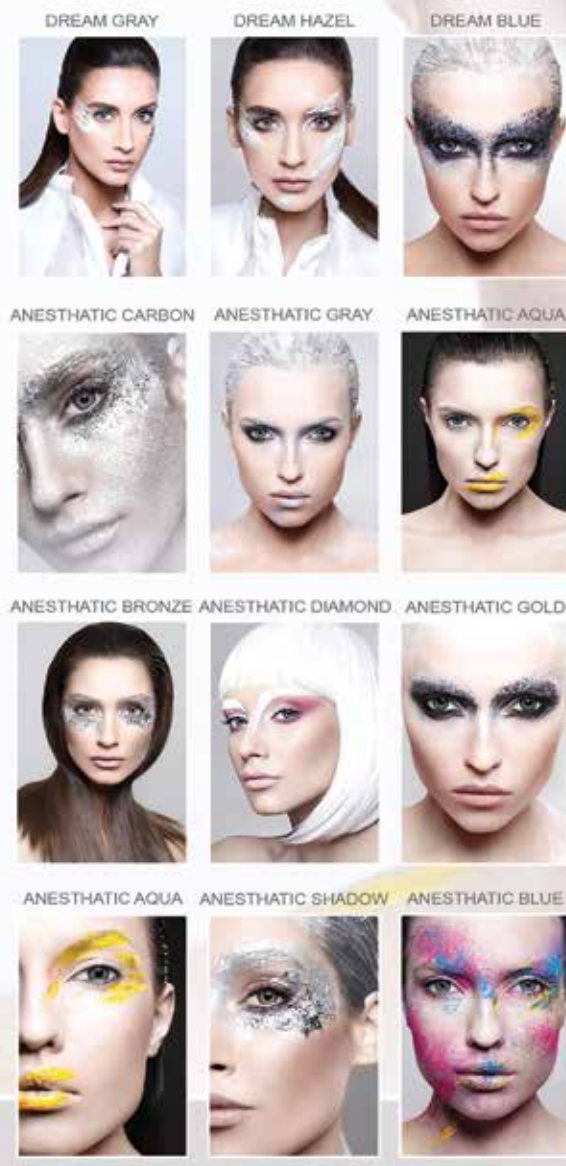 DREAM GRAY DREAM HAZEL DREAM BLUE
ANESTHATIC CARBON ANESTHATIC GRAY ANESTHATIC AQUA
ANESTHATIC BRONZE ANESTHATIC DIAMOND ANESTHATIC GOLD
ANESTHATIC AQUA ANESTHATIC SHADOW ANESTHATIC BLUE